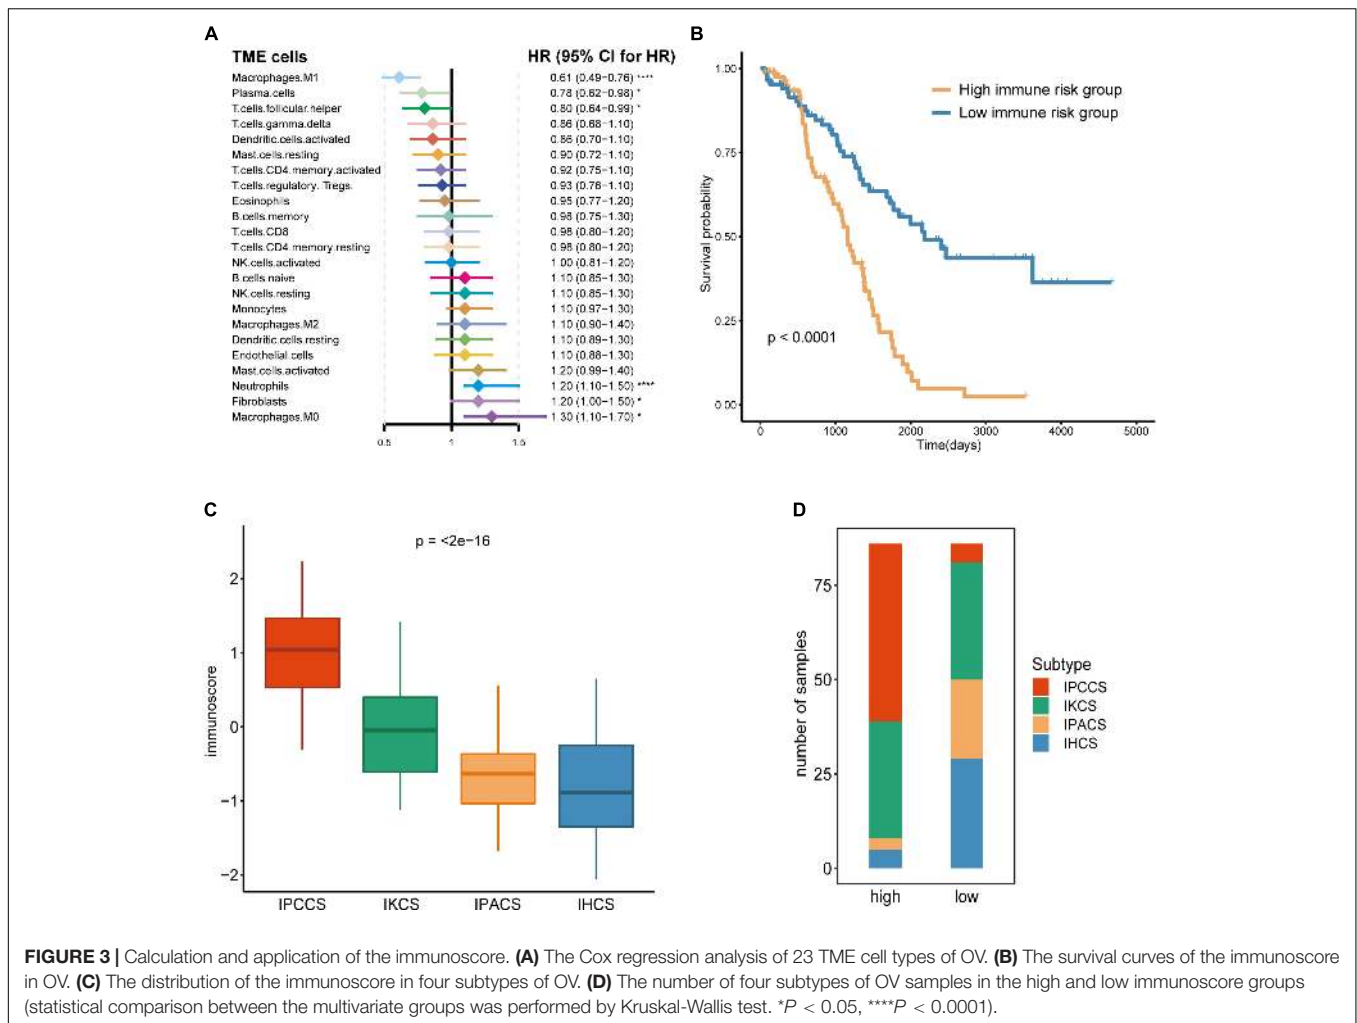 A
TME cells HR (95% CI for HR)
Macrophages.M1 0.61 (0.49−0.76) ****
Plasma.cells 0.78 (0.62−0.98) *
T.cells.follicular.helper 0.80 (0.64−0.99) *
T.cells.gamma.delta 0.86 (0.68−1.10)
Dendritic.cells.activated 0.86 (0.70−1.10)
Mast.cells.resting 0.90 (0.72−1.10)
T.cells.CD4.memory.activated 0.92 (0.75−1.10)
T.cells.regulatory. Tregs. 0.93 (0.76−1.10)
Eosinophils 0.95 (0.77−1.20)
B.cells.memory 0.98 (0.75−1.30)
T.cells.CD8 0.98 (0.80−1.20)
T.cells.CD4.memory.resting 0.98 (0.80−1.20)
NK.cells.activated 1.00 (0.81−1.20)
B.cells.naive 1.10 (0.85−1.30)
NK.cells.resting 1.10 (0.85−1.30)
Monocytes 1.10 (0.97−1.30)
Macrophages.M2 1.10 (0.90−1.40)
Dendritic.cells.resting 1.10 (0.89−1.30)
Endothelial.cells 1.10 (0.88−1.30)
Mast.cells.activated 1.20 (0.99−1.40)
Neutrophils 1.20 (1.10−1.50) ****
Fibroblasts 1.20 (1.00−1.50) *
Macrophages.M0 1.30 (1.10−1.70) *
0.5 1 1.5
B
High immune risk group
Low immune risk group
Survival probability
1.00
0.75
0.50
0.25
0.00
p < 0.0001
0 1000 2000 3000 4000 5000
Time(days)
C
p = <2e−16
immunoscore
2
1
0
−1
−2
IPCCS IKCS IPACS IHCS
D
number of samples
75
50
25
0
high low
Subtype
IPCCS
IKCS
IPACS
IHCS
FIGURE 3 | Calculation and application of the immunoscore. (A) The Cox regression analysis of 23 TME cell types of OV. (B) The survival curves of the immunoscore
in OV. (C) The distribution of the immunoscore in four subtypes of OV. (D) The number of four subtypes of OV samples in the high and low immunoscore groups
(statistical comparison between the multivariate groups was performed by Kruskal-Wallis test. *P < 0.05, ****P < 0.0001).